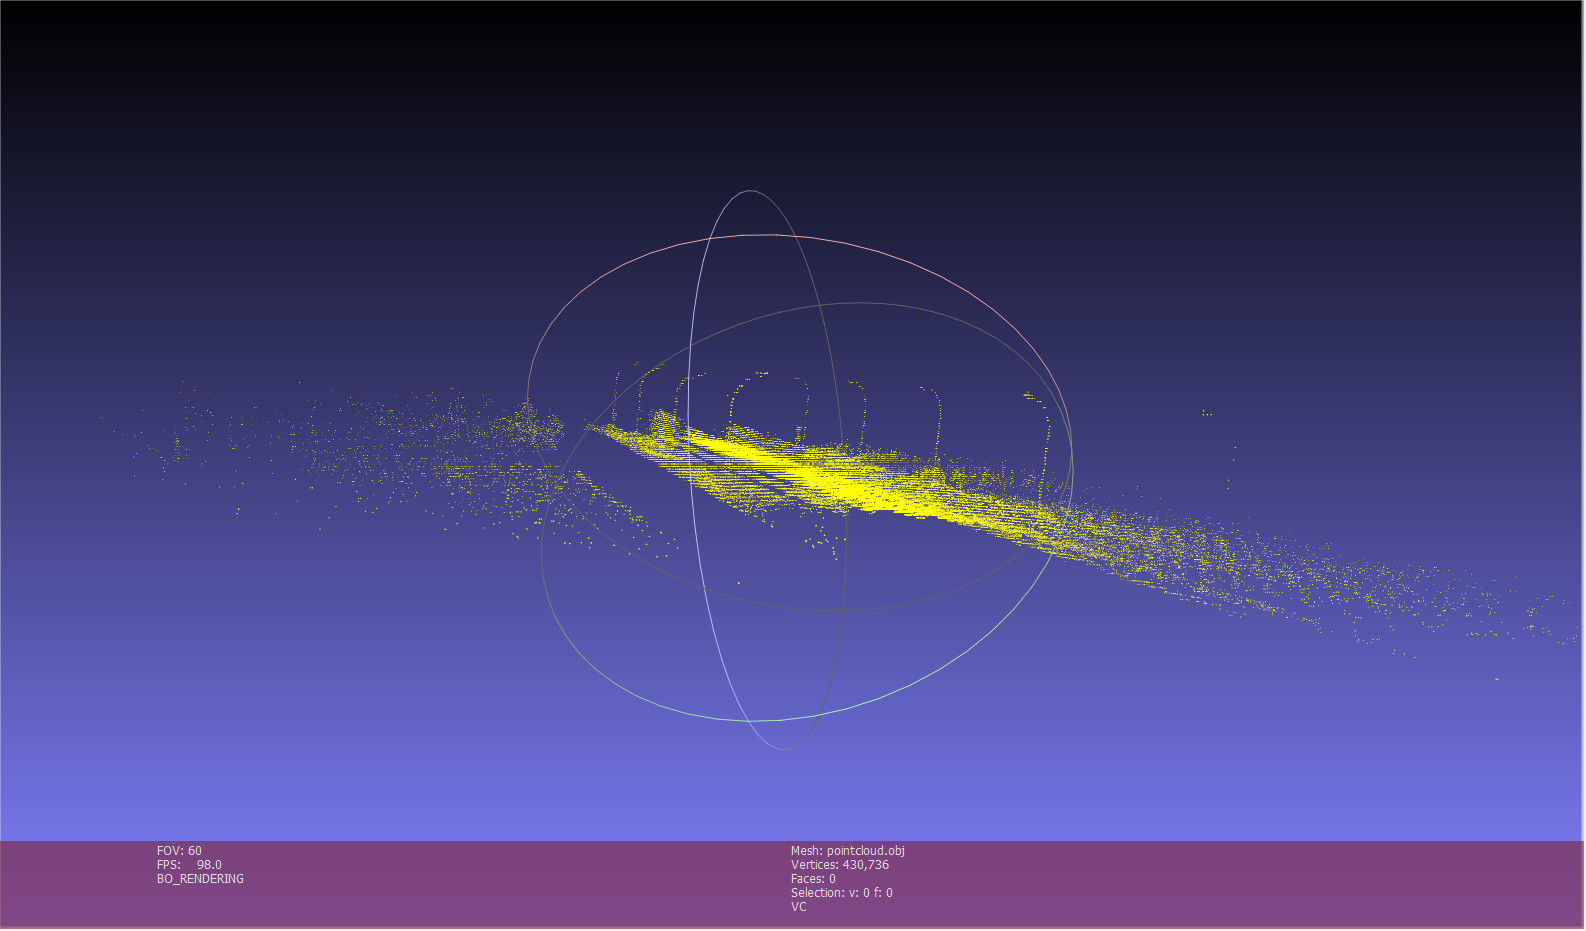 FOV: 60
FPS: 98.0
BO_RENDERING
Mesh: pointcloud.obj
Vertices: 430,736
Faces: 0
Selection: v: 0 f: 0
VC